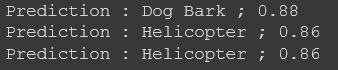 Prediction : Dog Bark ; 0.88
Prediction : Helicopter ; 0.86
Prediction : Helicopter ; 0.86